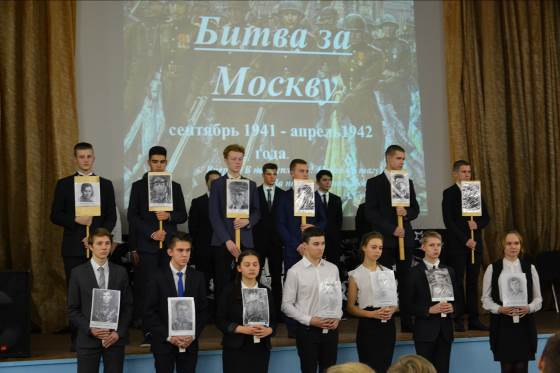 Битва за
Москву
сентябрь 1941 - апрель 1942
года.